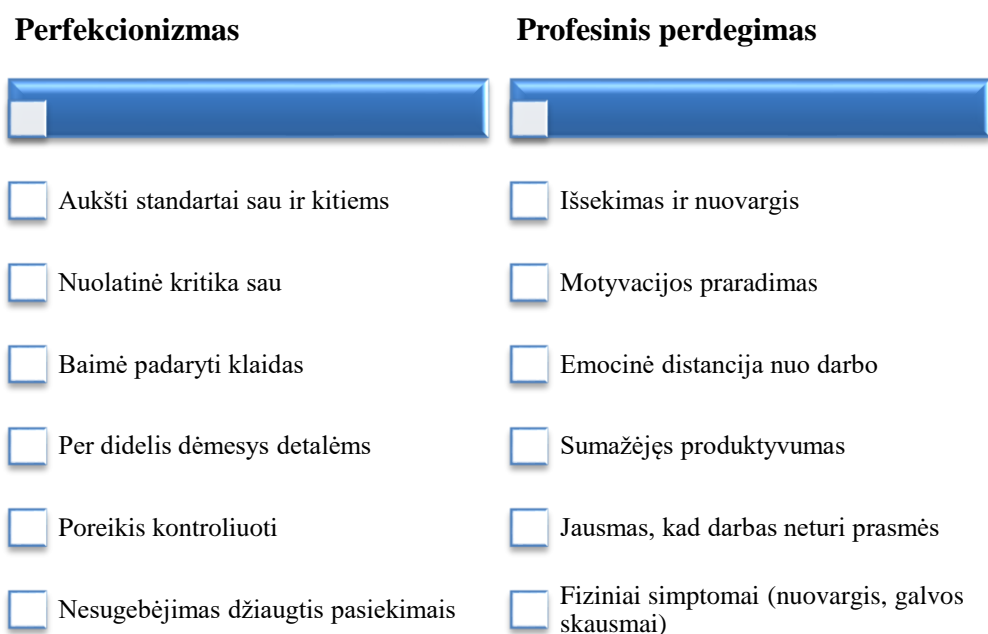 Perfekcionizmas
Aukšti standartai sau ir kitiems
Nuolatinė kritika sau
Baimė padaryti klaidas
Per didelis dėmesys detalėms
Poreikis kontroliuoti
Nesugebėjimas džiaugtis pasiekimais
Profesinis perdegimas
Išsekimas ir nuovargis
Motyvacijos praradimas
Emocinė distancija nuo darbo
Sumažėjęs produktyvumas
Jausmas, kad darbas neturi prasmės
Fiziniai simptomai (nuovargis, galvos
skausmai)